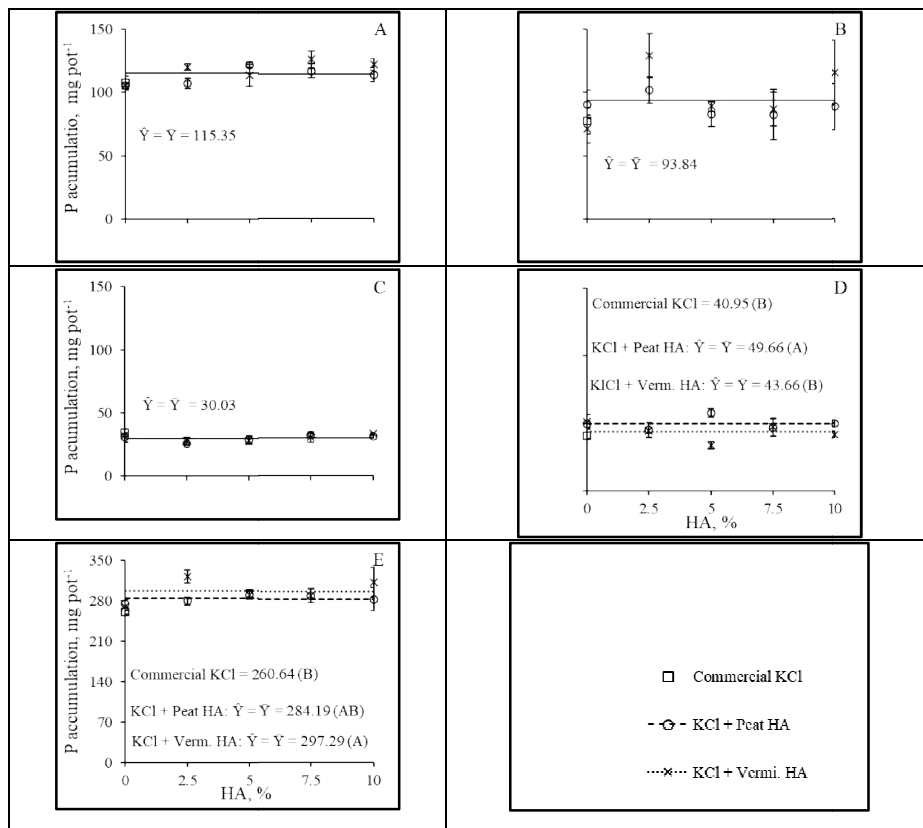 A
150
100
50
0
P acumulatio, mg pot⁻¹
Ŷ = Ȳ = 115.35
B
Ŷ = Ȳ = 93.84
C
150
100
50
0
P acumulation, mg pot⁻¹
Ŷ = Ȳ = 30.03
D
Commercial KCl = 40.95 (B)
KCl + Peat HA: Ŷ = Ȳ = 49.66 (A)
KlCl + Verm. HA: Ŷ = Ȳ = 43.66 (B)
0 2.5 5 7.5 10
HA, %
E
350
280
210
140
70
0
P accumulation, mg pot⁻¹
Commercial KCl = 260.64 (B)
KCl + Peat HA: Ŷ = Ȳ = 284.19 (AB)
KCl + Verm. HA: Ŷ = Ȳ = 297.29 (A)
0 2.5 5 7.5 10
HA, %
Commercial KCl
KCl + Peat HA
KCl + Vermi. HA